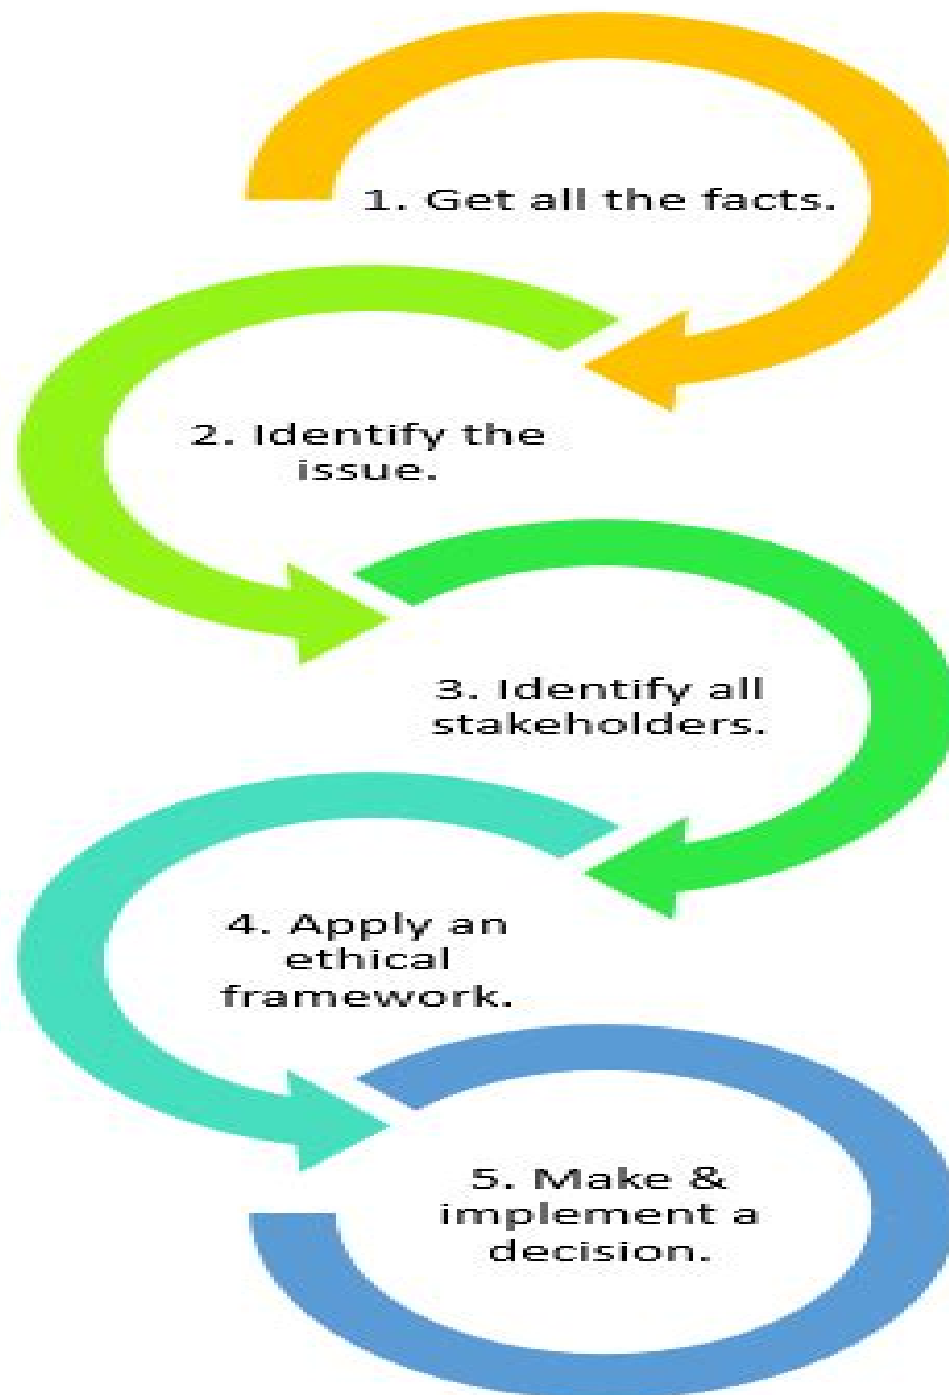 1. Get all the facts.
2. Identify the
issue.
3. Identify all
stakeholders.
4. Apply an
ethical
framework.
5. Make &
implement a
decision.